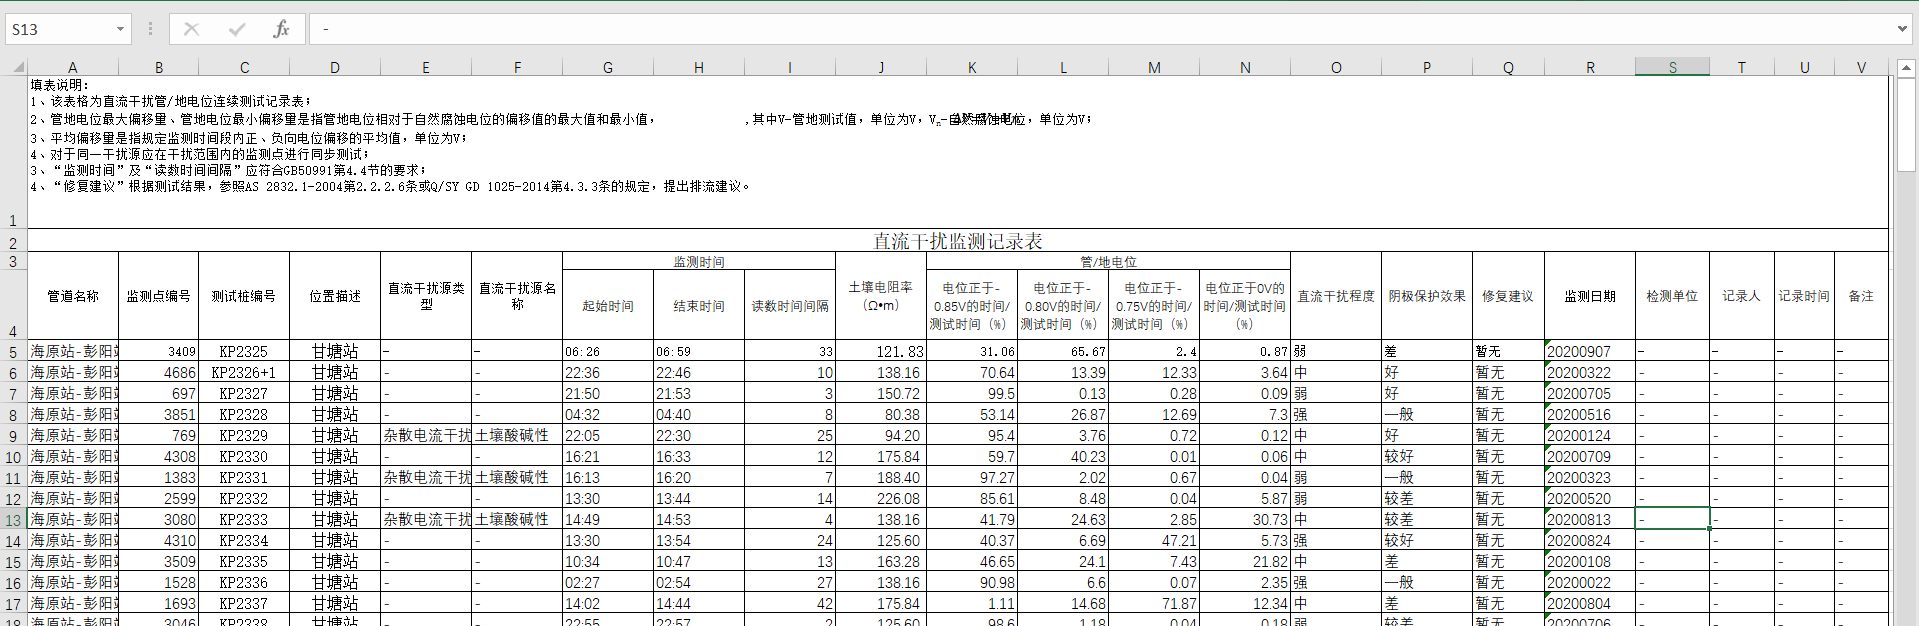 S13 fx -
A B C D E F G H I J K L M N O P Q R S T U V
填表说明：
1、该表格为直流干扰管/地电位连续测试记录表；
2、管地电位最大偏移量、管地电位最小偏移量是指管地电位相对于自然腐蚀电位的偏移值的最大值和最小值， ,其中V-管地测试值，单位为V，Vn-自然腐蚀电位，单位为V；
3、平均偏移量是指规定监测时间段内正、负向电位偏移的平均值，单位为V；
4、对于同一干扰源应在干扰范围内的监测点进行同步测试；
3、“监测时间”及“读数时间间隔”应符合GB50991第4.4节的要求；
4、“修复建议”根据测试结果，参照AS 2832.1-2004第2.2.2.6条或Q/SY GD 1025-2014第4.3.3条的规定，提出排流建议。
1
2 直流干扰监测记录表
3 监测时间 管/地电位
4 管道名称 监测点编号 测试桩编号 位置描述 直流干扰源类型 直流干扰源名称 起始时间 结束时间 读数时间间隔 土壤电阻率（Ω•m） 电位正于-0.85V的时间/测试时间（%） 电位正于-0.80V的时间/测试时间（%） 电位正于-0.75V的时间/测试时间（%） 电位正于0V的时间/测试时间（%） 直流干扰程度 阴极保护效果 修复建议 监测日期 检测单位 记录人 记录时间 备注
5 海原站-彭阳 3409 KP2325 甘塘站 - - 06:26 06:59 33 121.83 31.06 65.67 2.4 0.87 弱 差 暂无 20200907 - - - -
6 海原站-彭阳 4686 KP2326+1 甘塘站 - - 22:36 22:46 10 138.16 70.64 13.39 12.33 3.64 中 好 暂无 20200322 - - - -
7 海原站-彭阳 697 KP2327 甘塘站 - - 21:50 21:53 3 150.72 99.5 0.13 0.28 0.09 弱 好 暂无 20200705 - - - -
8 海原站-彭阳 3851 KP2328 甘塘站 - - 04:32 04:40 8 80.38 53.14 26.87 12.69 7.3 强 一般 暂无 20200516 - - - -
9 海原站-彭阳 769 KP2329 甘塘站 杂散电流干扰 土壤酸碱性 22:05 22:30 25 94.20 95.4 3.76 0.72 0.12 中 好 暂无 20200124 - - - -
10 海原站-彭阳 4308 KP2330 甘塘站 - - 16:21 16:33 12 175.84 59.7 40.23 0.01 0.06 中 较好 暂无 20200709 - - - -
11 海原站-彭阳 1383 KP2331 甘塘站 杂散电流干扰 土壤酸碱性 16:13 16:20 7 188.40 97.27 2.02 0.67 0.04 弱 一般 暂无 20200323 - - - -
12 海原站-彭阳 2599 KP2332 甘塘站 - - 13:30 13:44 14 226.08 85.61 8.48 0.04 5.87 弱 较差 暂无 20200520 - - - -
13 海原站-彭阳 3080 KP2333 甘塘站 杂散电流干扰 土壤酸碱性 14:49 14:53 4 138.16 41.79 24.63 2.85 30.73 中 较差 暂无 20200813 - - - -
14 海原站-彭阳 4310 KP2334 甘塘站 - - 13:30 13:54 24 125.60 40.37 6.69 47.21 5.73 强 较好 暂无 20200824 - - - -
15 海原站-彭阳 3509 KP2335 甘塘站 - - 10:34 10:47 13 163.28 46.65 24.1 7.43 21.82 中 差 暂无 20200108 - - - -
16 海原站-彭阳 1528 KP2336 甘塘站 - - 02:27 02:54 27 138.16 90.98 6.6 0.07 2.35 强 一般 暂无 20200022 - - - -
17 海原站-彭阳 1693 KP2337 甘塘站 - - 14:02 14:44 42 175.84 1.11 14.68 71.87 12.34 中 差 暂无 20200804 - - - -
18 海原站-彭阳 3046 KP2338 甘塘站 - - 22:55 22:57 2 125.60 98.6 1.18 0.04 0.18 弱 较差 暂无 20200706 - - - -